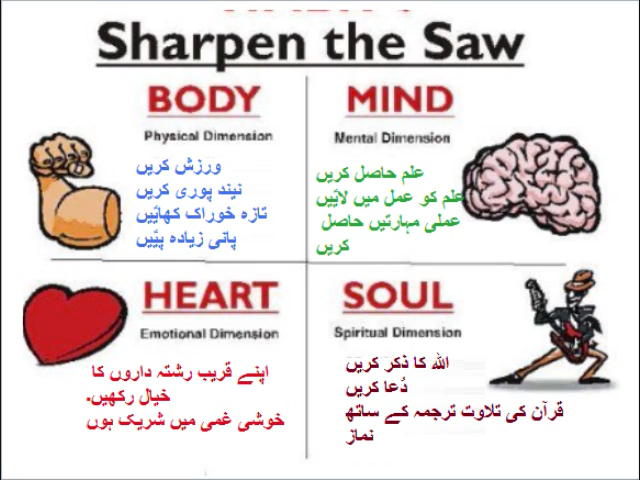 Sharpen the Saw
BODY
Physical Dimension
ورزش کریں
نیند پوری کریں
تازہ خوراک کھائیں
پانی زیادہ پیئیں
MIND
Mental Dimension
علم حاصل کریں
علم کو عمل میں لائیں
عملی مہارتیں حاصل
کریں
HEART
Emotional Dimension
اپنے قریب رشتہ داروں کا
خیال رکھیں۔
خوشی غمی میں شریک ہوں
SOUL
Spiritual Dimension
اللہ کا ذکر کریں
دُعا کریں
قرآن کی تلاوت ترجمہ کے ساتھ
نماز